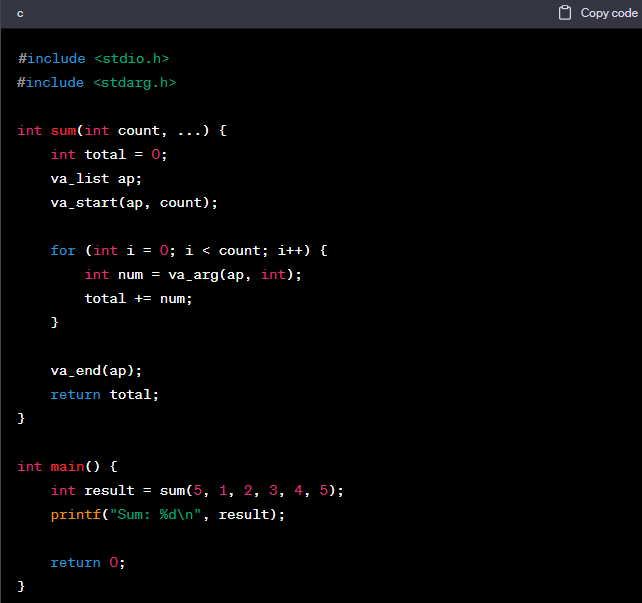 c Copy code
#include <stdio.h>
#include <stdarg.h>
int sum(int count, ...) {
    int total = 0;
    va_list ap;
    va_start(ap, count);
    for (int i = 0; i < count; i++) {
        int num = va_arg(ap, int);
        total += num;
    }
    va_end(ap);
    return total;
}
int main() {
    int result = sum(5, 1, 2, 3, 4, 5);
    printf("Sum: %d\n", result);
    return 0;
}